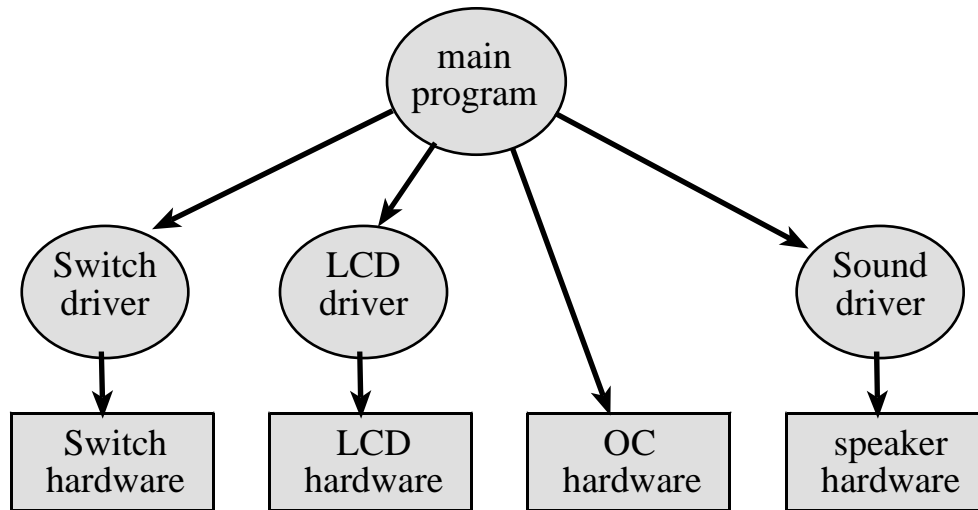 main
program
Switch
driver
LCD
driver
Sound
driver
Switch
hardware
LCD
hardware
OC
hardware
speaker
hardware